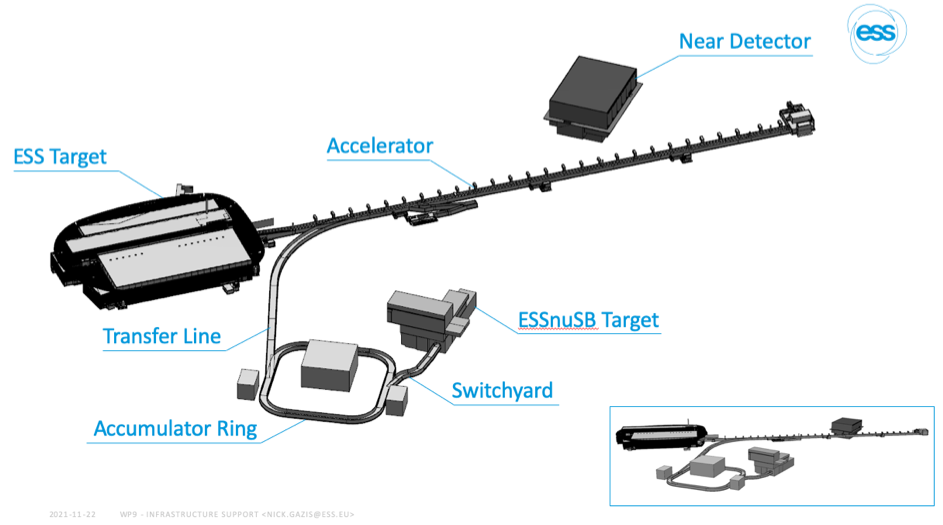 ess
Near Detector
Accelerator
ESS Target
ESSnuSB Target
Transfer Line
Switchyard
Accumulator Ring
2021-11-22 WP9 - INFRASTRUCTURE SUPPORT <NICK.GAZIS@ESS.EU>